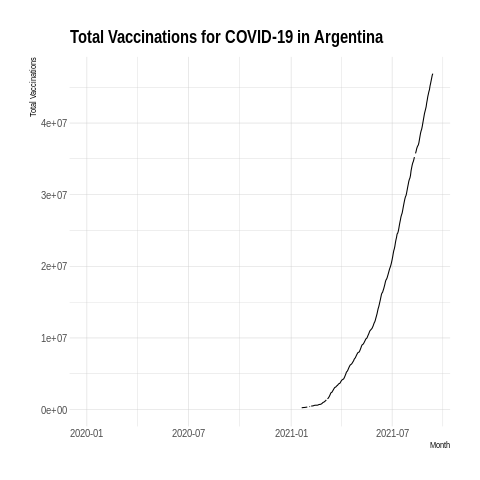 Total Vaccinations for COVID-19 in Argentina
Total Vaccinations
4e+07
3e+07
2e+07
1e+07
0e+00
2020-01 2020-07 2021-01 2021-07
Month